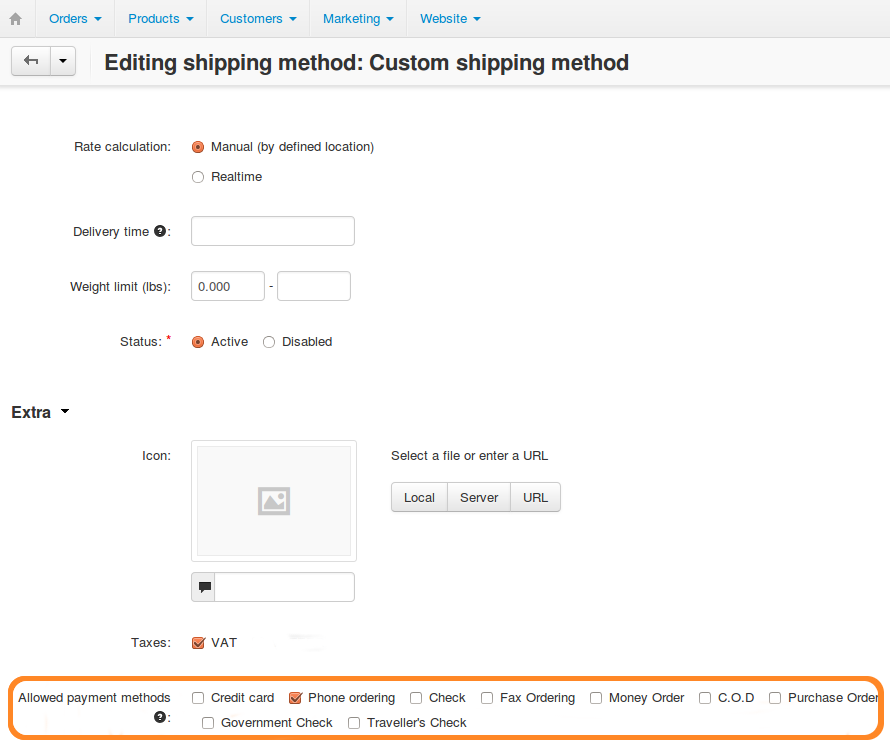 Orders Products Customers Marketing Website
Editing shipping method: Custom shipping method
Rate calculation: Manual (by defined location)
Realtime
Delivery time ?:
Weight limit (lbs): 0.000 -
Status: * Active Disabled
Extra
Icon: Select a file or enter a URL
Local Server URL
Taxes: VAT
Allowed payment methods Credit card Phone ordering Check Fax Ordering Money Order C.O.D Purchase Order
?: Government Check Traveller's Check